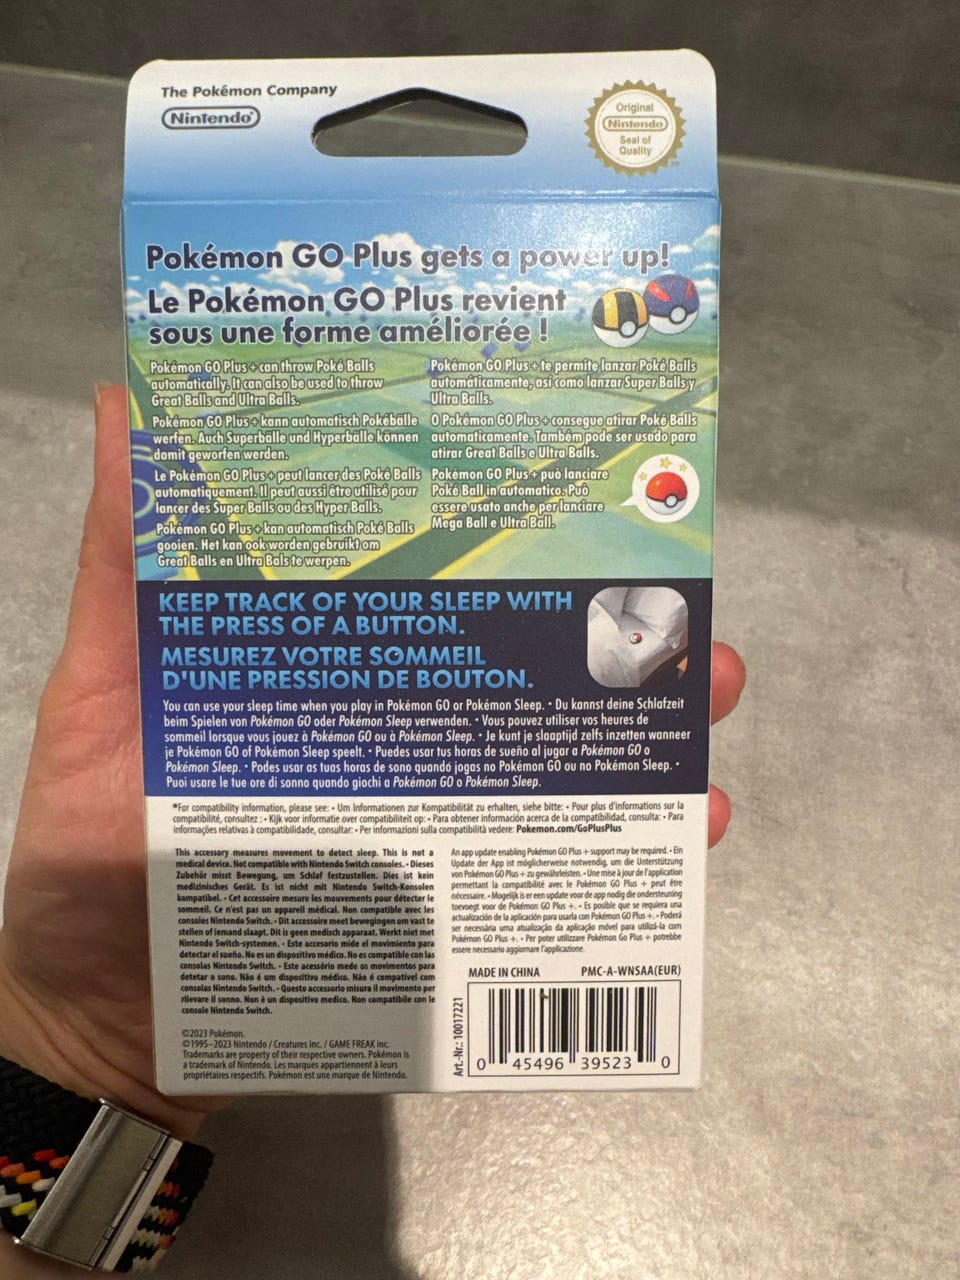 The Pokémon Company
Nintendo
Original
Nintendo
Seal of
Quality
Pokémon GO Plus gets a power up!
Le Pokémon GO Plus revient
sous une forme améliorée !
Pokémon GO Plus + can throw Poké Balls
automatically. It can also be used to throw
Great Balls and Ultra Balls.
Pokémon GO Plus + kann automatisch Pokébälle
werfen. Auch Superbälle und Hyperbälle können
damit geworfen werden.
Le Pokémon GO Plus + peut lancer des Poké Balls
automatiquement. Il peut aussi être utilisé pour
lancer des Super Balls ou des Hyper Balls.
Pokémon GO Plus + kan automatisch Poké Balls
gooien. Het kan ook worden gebruikt om
Great Balls en Ultra Bals te werpen.
Pokémon GO Plus + te permite lanzar Poké Balls
automáticamente, así como lanzar Super Balls y
Ultra Balls.
O Pokémon GO Plus + consegue atirar Poké Balls
automaticamente. Também pode ser usado para
atirar Great Balls e Ultra Balls.
Pokémon GO Plus + può lanciare
Poké Ball in automatico. Può
essere usato anche per lanciare
Mega Ball e Ultra Ball.
KEEP TRACK OF YOUR SLEEP WITH
THE PRESS OF A BUTTON.
MESUREZ VOTRE SOMMEIL
D'UNE PRESSION DE BOUTON.
You can use your sleep time when you play in Pokémon GO or Pokémon Sleep. • Du kannst deine Schlafzeit
beim Spielen von Pokémon GO oder Pokémon Sleep verwenden. • Vous pouvez utiliser vos heures de
sommeil lorsque vous jouez à Pokémon GO ou à Pokémon Sleep. • Je kunt je slaaptijd zelfs inzetten wanneer
je Pokémon GO of Pokémon Sleep speelt. • Puedes usar tus horas de sueño al jugar a Pokémon GO o
Pokémon Sleep. • Podes usar as tuas horas de sono quando jogas no Pokémon GO ou no Pokémon Sleep. •
Puoi usare le tue ore di sonno quando giochi a Pokémon GO o Pokémon Sleep.
*For compatibility information, please see: • Um Informationen zur Kompatibilität zu erhalten, siehe bitte: • Pour plus d'informations sur la
compatibilité, consultez : • Kijk voor informatie over compatibiliteit op: • Para obtener información acerca de la compatibilidad, consulta: • Para
informações relativas à compatibilidade, consultar: • Per informazioni sulla compatibilità vedere: Pokemon.com/GoPlusPlus
This accessory measures movement to detect sleep. This is not a
medical device. Not compatible with Nintendo Switch consoles. • Dieses
Zubehör misst Bewegung, um Schlaf festzustellen. Dies ist kein
medizinisches Gerät. Es ist nicht mit Nintendo Switch-Konsolen
kompatibel. • Cet accessoire mesure les mouvements pour détecter le
sommeil. Ce n'est pas un appareil médical. Non compatible avec les
consoles Nintendo Switch. • Dit accessoire meet bewegingen om vast te
stellen of iemand slaapt. Dit is geen medisch apparaat. Werkt niet met
Nintendo Switch-systemen. • Este accesorio mide el movimiento para
detectar el sueño. No es un dispositivo médico. No es compatible con las
consolas Nintendo Switch. • Este acessório mede os movimentos para
detetar o sono. Não é um dispositivo médico. Não é compatível com
consolas Nintendo Switch. • Questo accessorio misura il movimento per
rilevare il sonno. Non è un dispositivo medico. Non compatibile con le
console Nintendo Switch.
An app update enabling Pokémon GO Plus + support may be required. • Ein
Update der App ist möglicherweise notwendig, um die Unterstützung
von Pokémon GO Plus + zu gewährleisten. • Une mise à jour de l'application
permettant la compatibilité avec le Pokémon GO Plus + peut être
nécessaire. • Mogelijk is er een update voor de app nodig die ondersteuning
toevoegt voor de Pokémon GO Plus +. • Es posible que se requiera una
actualización de la aplicación para usarla con Pokémon GO Plus +. • Poderá
ser necessária uma atualização da aplicação móvel para utilizá-la com
Pokémon GO Plus +. • Per poter utilizzare Pokémon Go Plus + potrebbe
essere necessario aggiornare l'applicazione.
©2023 Pokémon.
©1995–2023 Nintendo / Creatures Inc. / GAME FREAK inc.
Trademarks are property of their respective owners. Pokémon is
a trademark of Nintendo. Les marques appartiennent à leurs
propriétaires respectifs. Pokémon est une marque de Nintendo.
MADE IN CHINA PMC-A-WNSAA(EUR)
Art.-Nr.: 10017221
0 45496 39523 0